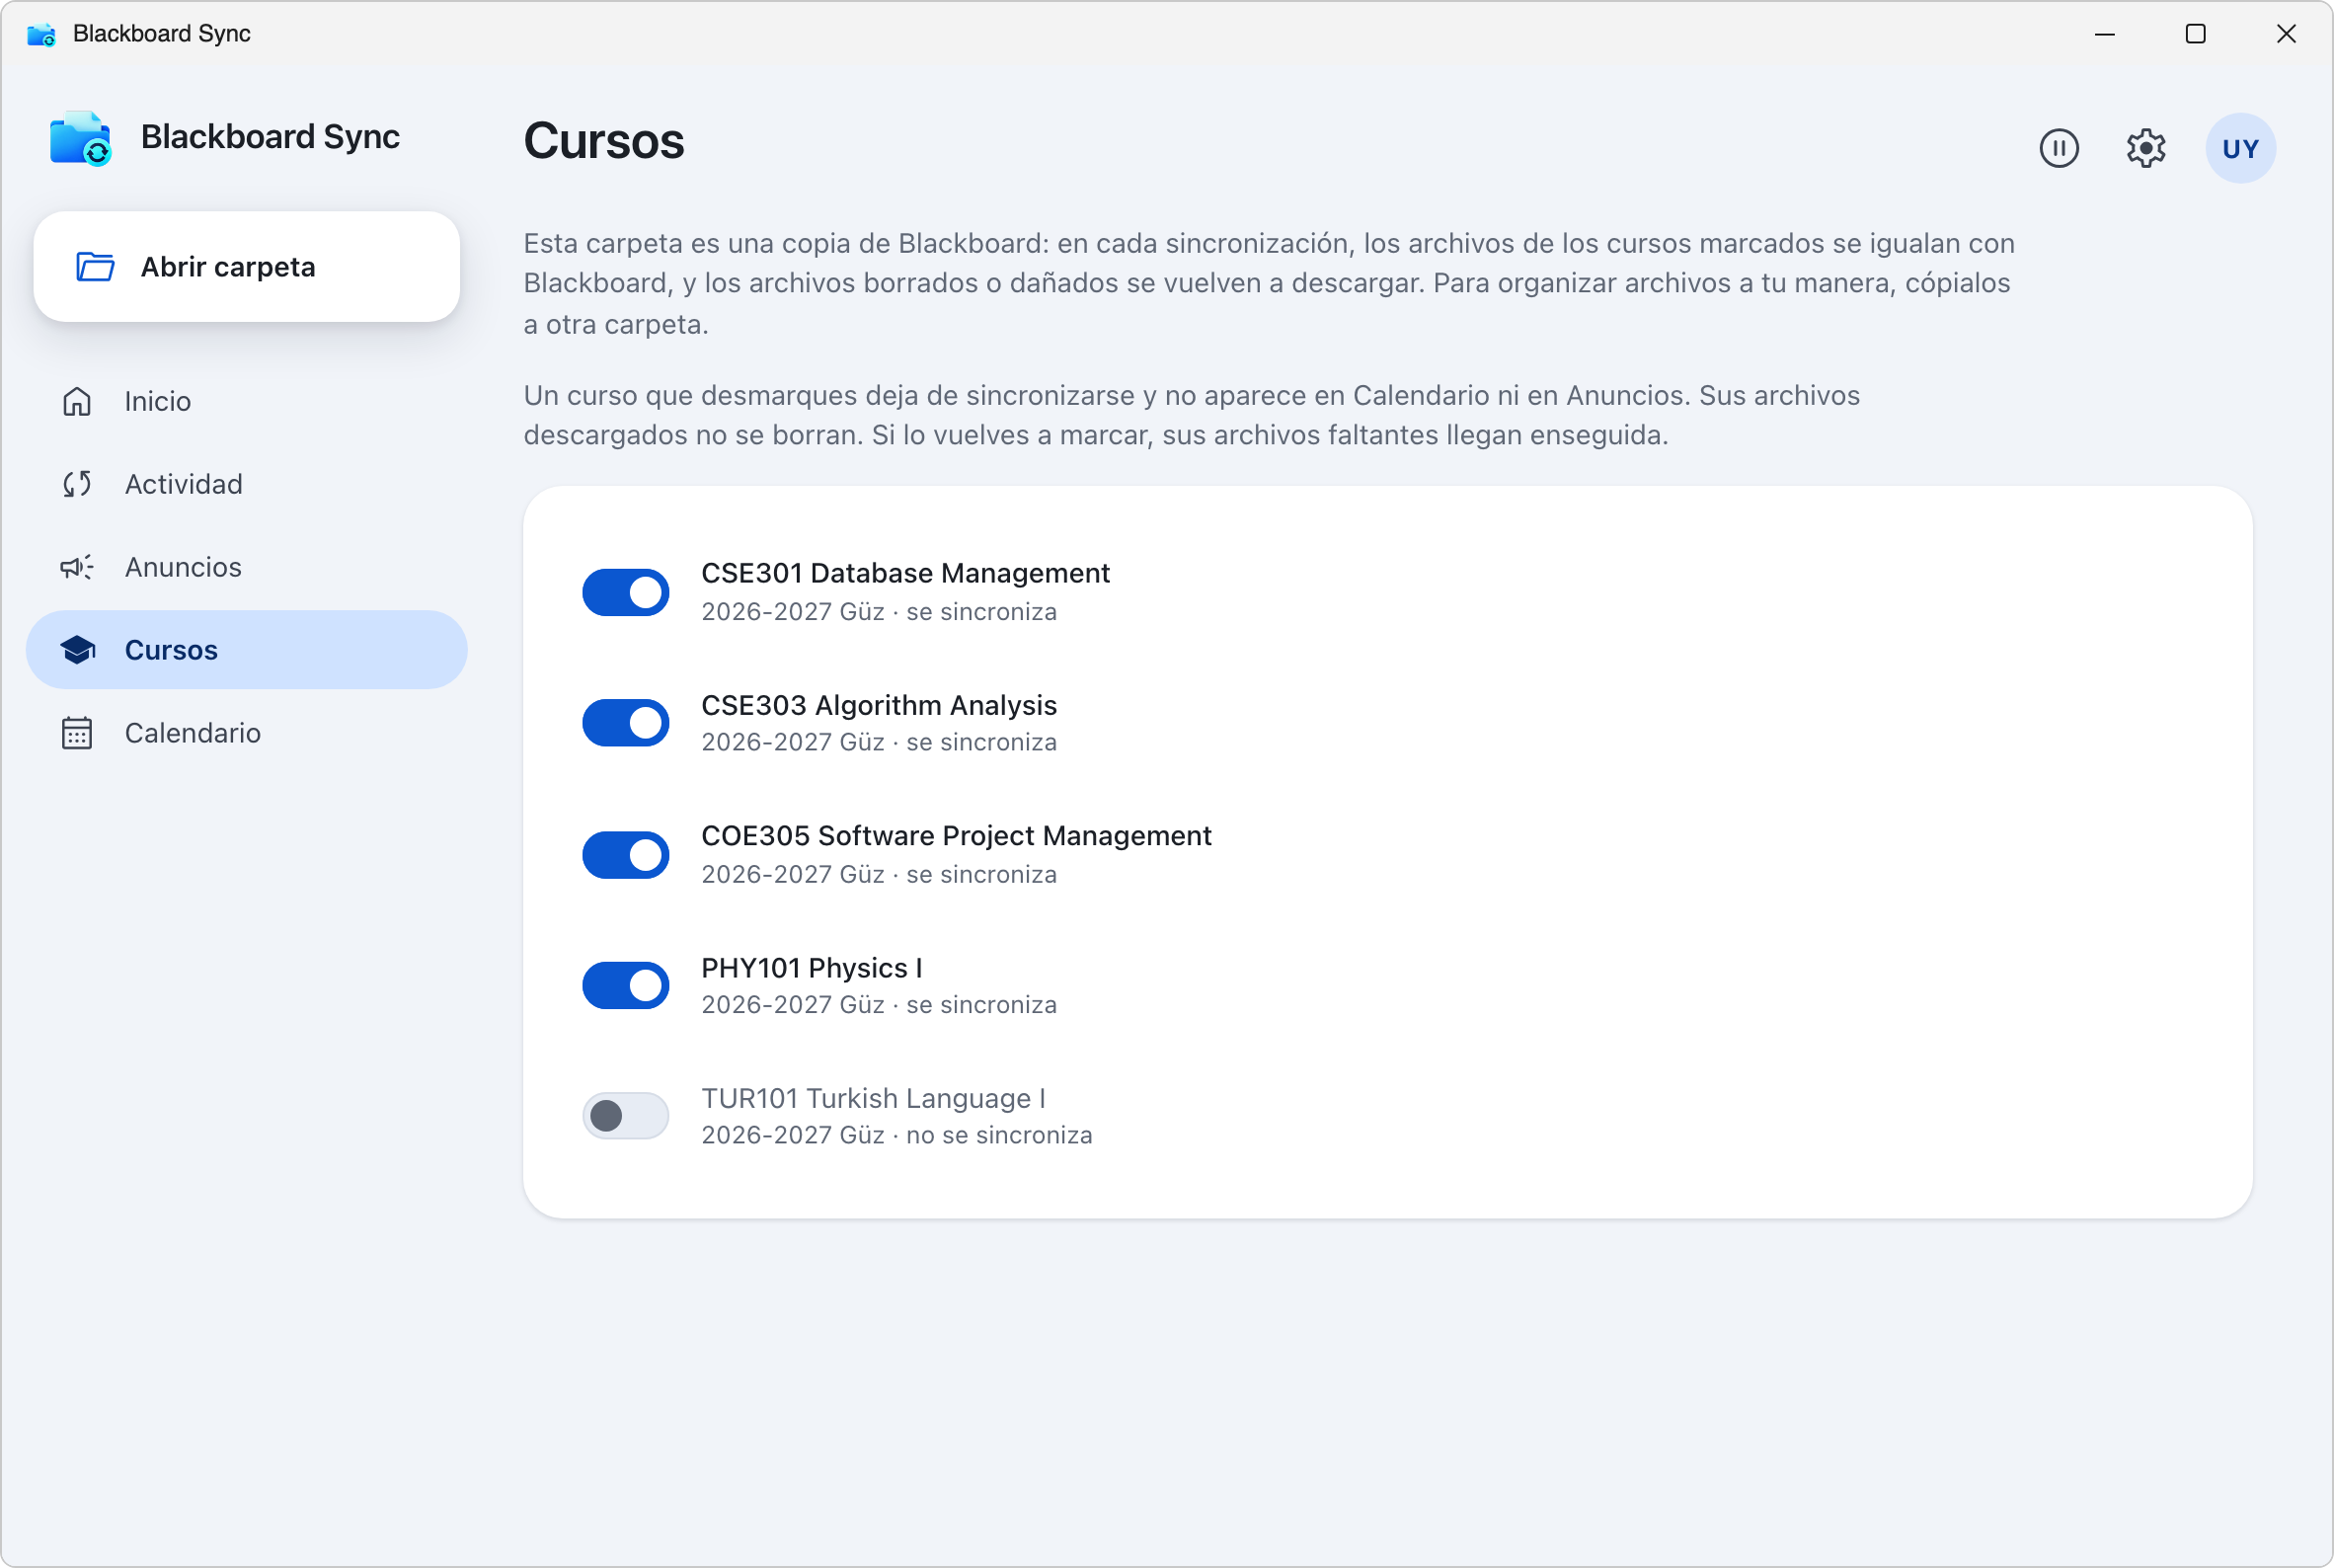 Blackboard Sync
Blackboard Sync
Abrir carpeta
Inicio
Actividad
Anuncios
Cursos
Calendario
Cursos
UY
Esta carpeta es una copia de Blackboard: en cada sincronización, los archivos de los cursos marcados se igualan con
Blackboard, y los archivos borrados o dañados se vuelven a descargar. Para organizar archivos a tu manera, cópialos
a otra carpeta.
Un curso que desmarques deja de sincronizarse y no aparece en Calendario ni en Anuncios. Sus archivos
descargados no se borran. Si lo vuelves a marcar, sus archivos faltantes llegan enseguida.
CSE301 Database Management
2026-2027 Güz · se sincroniza
CSE303 Algorithm Analysis
2026-2027 Güz · se sincroniza
COE305 Software Project Management
2026-2027 Güz · se sincroniza
PHY101 Physics I
2026-2027 Güz · se sincroniza
TUR101 Turkish Language I
2026-2027 Güz · no se sincroniza